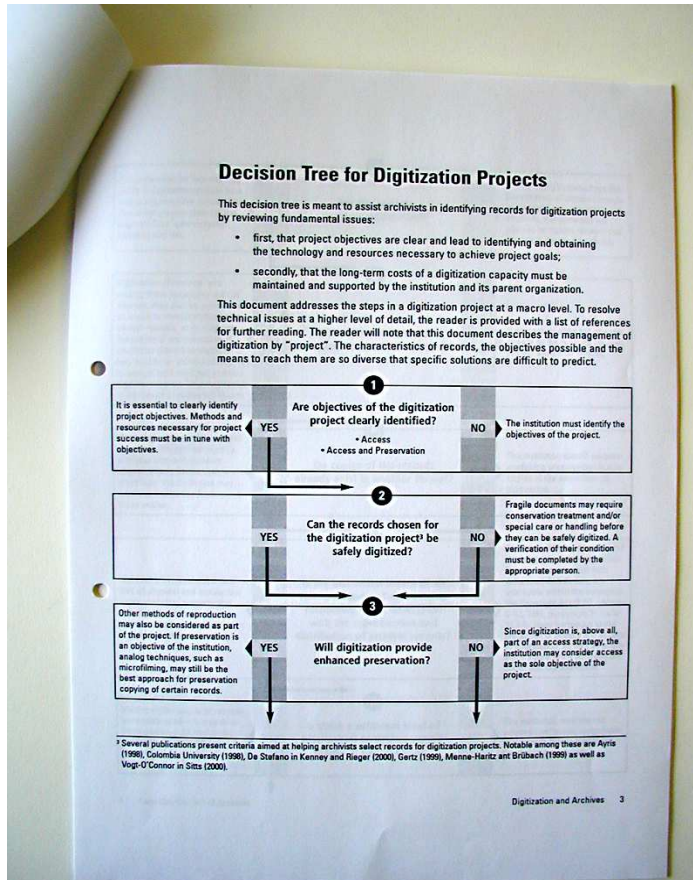 Decision Tree for Digitization Projects
This decision tree is meant to assist archivists in identifying records for digitization projects
by reviewing fundamental issues:
• first, that project objectives are clear and lead to identifying and obtaining
the technology and resources necessary to achieve project goals;
• secondly, that the long-term costs of a digitization capacity must be
maintained and supported by the institution and its parent organization.
This document addresses the steps in a digitization project at a macro level. To resolve
technical issues at a higher level of detail, the reader is provided with a list of references
for further reading. The reader will note that this document describes the management of
digitization by "project". The characteristics of records, the objectives possible and the
means to reach them are so diverse that specific solutions are difficult to predict.
1
It is essential to clearly identify
project objectives. Methods and
resources necessary for project
success must be in tune with
objectives.
YES
Are objectives of the digitization
project clearly identified?
• Access
• Access and Preservation
NO
The institution must identify the
objectives of the project.
2
YES
Can the records chosen for
the digitization project³ be
safely digitized?
NO
Fragile documents may require
conservation treatment and/or
special care or handling before
they can be safely digitized. A
verification of their condition
must be completed by the
appropriate person.
3
Other methods of reproduction
may also be considered as part
of the project. If preservation is
an objective of the institution,
analog techniques, such as
microfilming, may still be the
best approach for preservation
copying of certain records.
YES
Will digitization provide
enhanced preservation?
NO
Since digitization is, above all,
part of an access strategy, the
institution may consider access
as the sole objective of the
project.
³ Several publications present criteria aimed at helping archivists select records for digitization projects. Notable among these are Ayris
(1998), Colombia University (1998), De Stefano in Kenney and Rieger (2000), Gertz (1999), Menne-Haritz ant Brübach (1999) as well as
Vogt-O'Connor in Sitts (2000).
Digitization and Archives 3